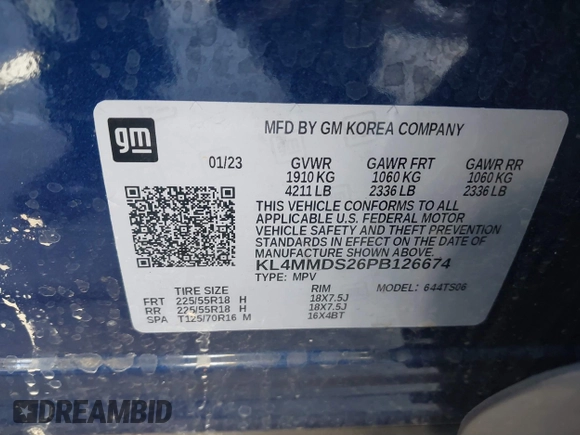 gm
MFD BY GM KOREA COMPANY
01/23 GVWR GAWR FRT GAWR RR
1910 KG 1060 KG 1060 KG
4211 LB 2336 LB 2336 LB
THIS VEHICLE CONFORMS TO ALL
APPLICABLE U.S. FEDERAL MOTOR
VEHICLE SAFETY AND THEFT PREVENTION
STANDARDS IN EFFECT ON THE DATE OF
MANUFACTURE SHOWN ABOVE.
KL4MMDS26PB126674
TYPE: MPV MODEL: 644TS06
TIRE SIZE RIM
FRT 225/55R18 H 18X7.5J
RR 225/55R18 H 18X7.5J
SPA T125/70R16 M 16X4BT
DREAMBID